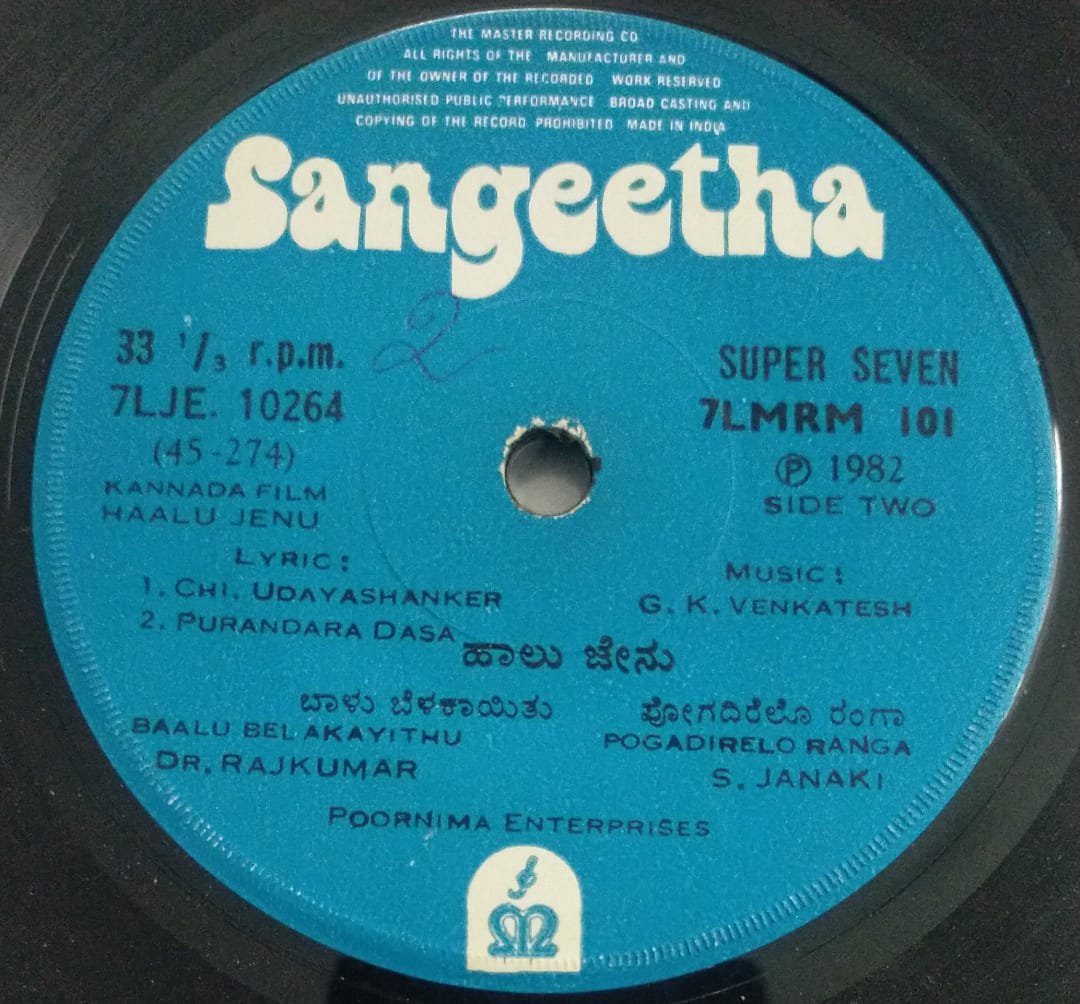 THE MASTER RECORDING CO
ALL RIGHTS OF THE MANUFACTURER AND
OF THE OWNER OF THE RECORDED WORK RESERVED
UNAUTHORISED PUBLIC PERFORMANCE BROAD CASTING AND
COPYING OF THE RECORD PROHIBITED MADE IN INDIA
Sangeetha
2
33 1/3 r.p.m.
SUPER SEVEN
7LJE. 10264
7LMRM 101
(45-274)
℗ 1982
KANNADA FILM
SIDE TWO
HAALU JENU
LYRIC:
MUSIC:
1. CHI. UDAYASHANKER
G. K. VENKATESH
2. PURANDARA DASA
ಹಾಲು ಜೇನು
ಬಾಳು ಬೆಳಕಾಯಿತು
ಪೋಗದಿರೆಲೊ ರಂಗಾ
BAALU BELAKAYITHU
POGADIRELO RANGA
DR. RAJKUMAR
S. JANAKI
POORNIMA ENTERPRISES